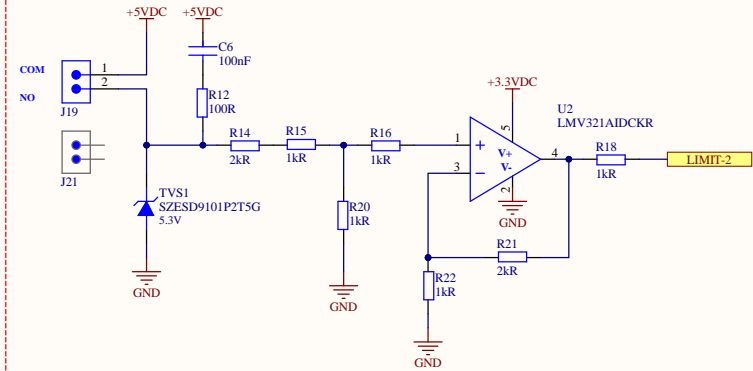 +5VDC
+5VDC
C6
100nF
COM
1
2
NO
J19
R12
100R
+3.3VDC
U2
LMV321AIDCKR
J21
R14
2kR
R15
1kR
R16
1kR
1
+
5
V+
V-
3
−
2
4
R18
1kR
LIMIT-2
TVS1
SZESD9101P2T5G
5.3V
R20
1kR
GND
R21
2kR
R22
1kR
GND
GND
GND